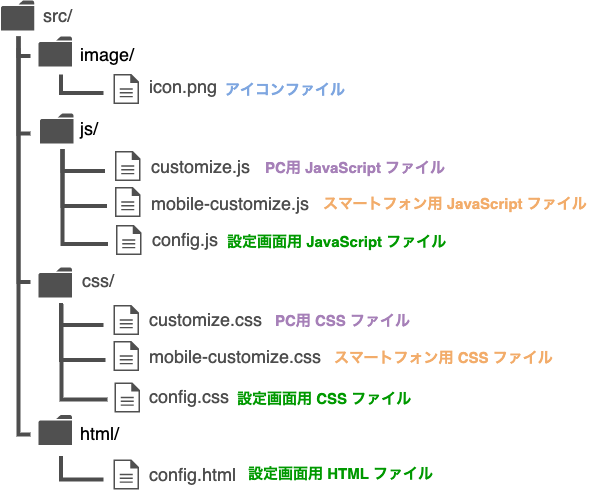 src/
image/
icon.png アイコンファイル
js/
customize.js PC用 JavaScript ファイル
mobile-customize.js スマートフォン用 JavaScript ファイル
config.js 設定画面用 JavaScript ファイル
css/
customize.css PC用 CSS ファイル
mobile-customize.css スマートフォン用 CSS ファイル
config.css 設定画面用 CSS ファイル
html/
config.html 設定画面用 HTML ファイル